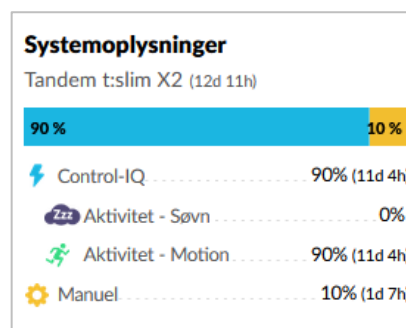 Systemoplysninger
Tandem t:slim X2 (12d 11h)
90 % 10 %
Control-IQ 90% (11d 4h)
Zzz Aktivitet - Søvn 0%
Aktivitet - Motion 90% (11d 4h)
Manuel 10% (1d 7h)